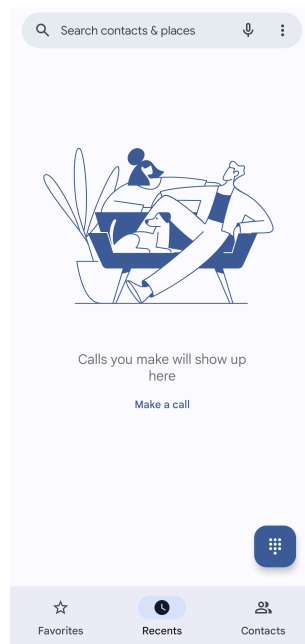 Search contacts & places
Calls you make will show up
here
Make a call
Favorites
Recents
Contacts